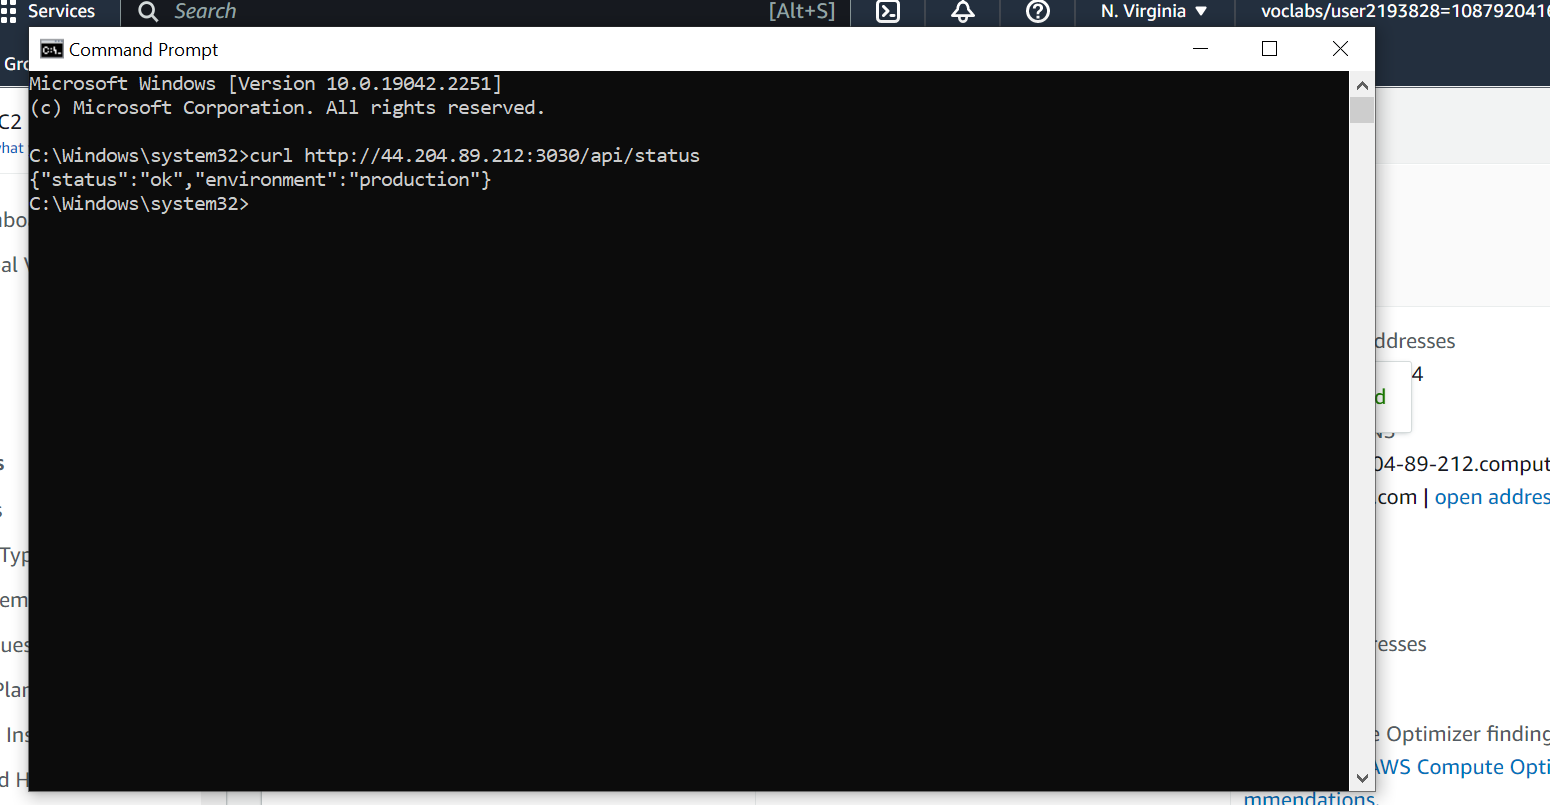 Services
Search
[Alt+S]
N. Virginia
voclabs/user2193828=108792041
Command Prompt
Microsoft Windows [Version 10.0.19042.2251]
(c) Microsoft Corporation. All rights reserved.
C:\Windows\system32>curl http://44.204.89.212:3030/api/status
{"status":"ok","environment":"production"}
C:\Windows\system32>
C2
hat
al
s
Typ
em
ues
Plan
Ins
d H
ddresses
4
d
04-89-212.comput
.com | open addres
resses
e Optimizer finding
AWS Compute Opti
mmendations.